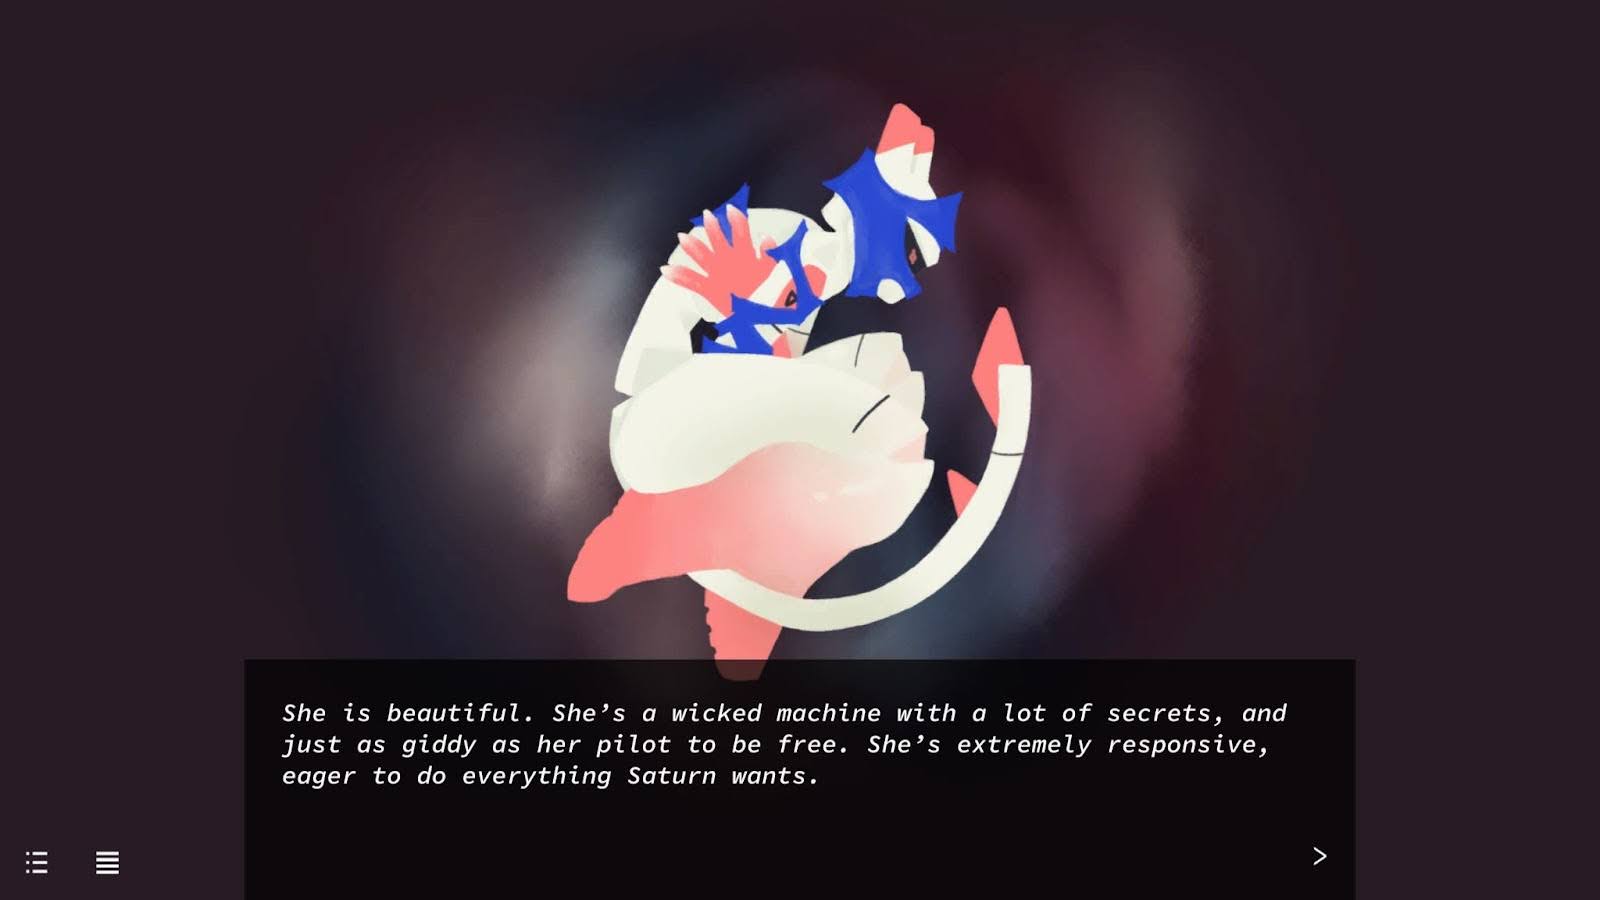 She is beautiful. She’s a wicked machine with a lot of secrets, and
just as giddy as her pilot to be free. She’s extremely responsive,
eager to do everything Saturn wants.